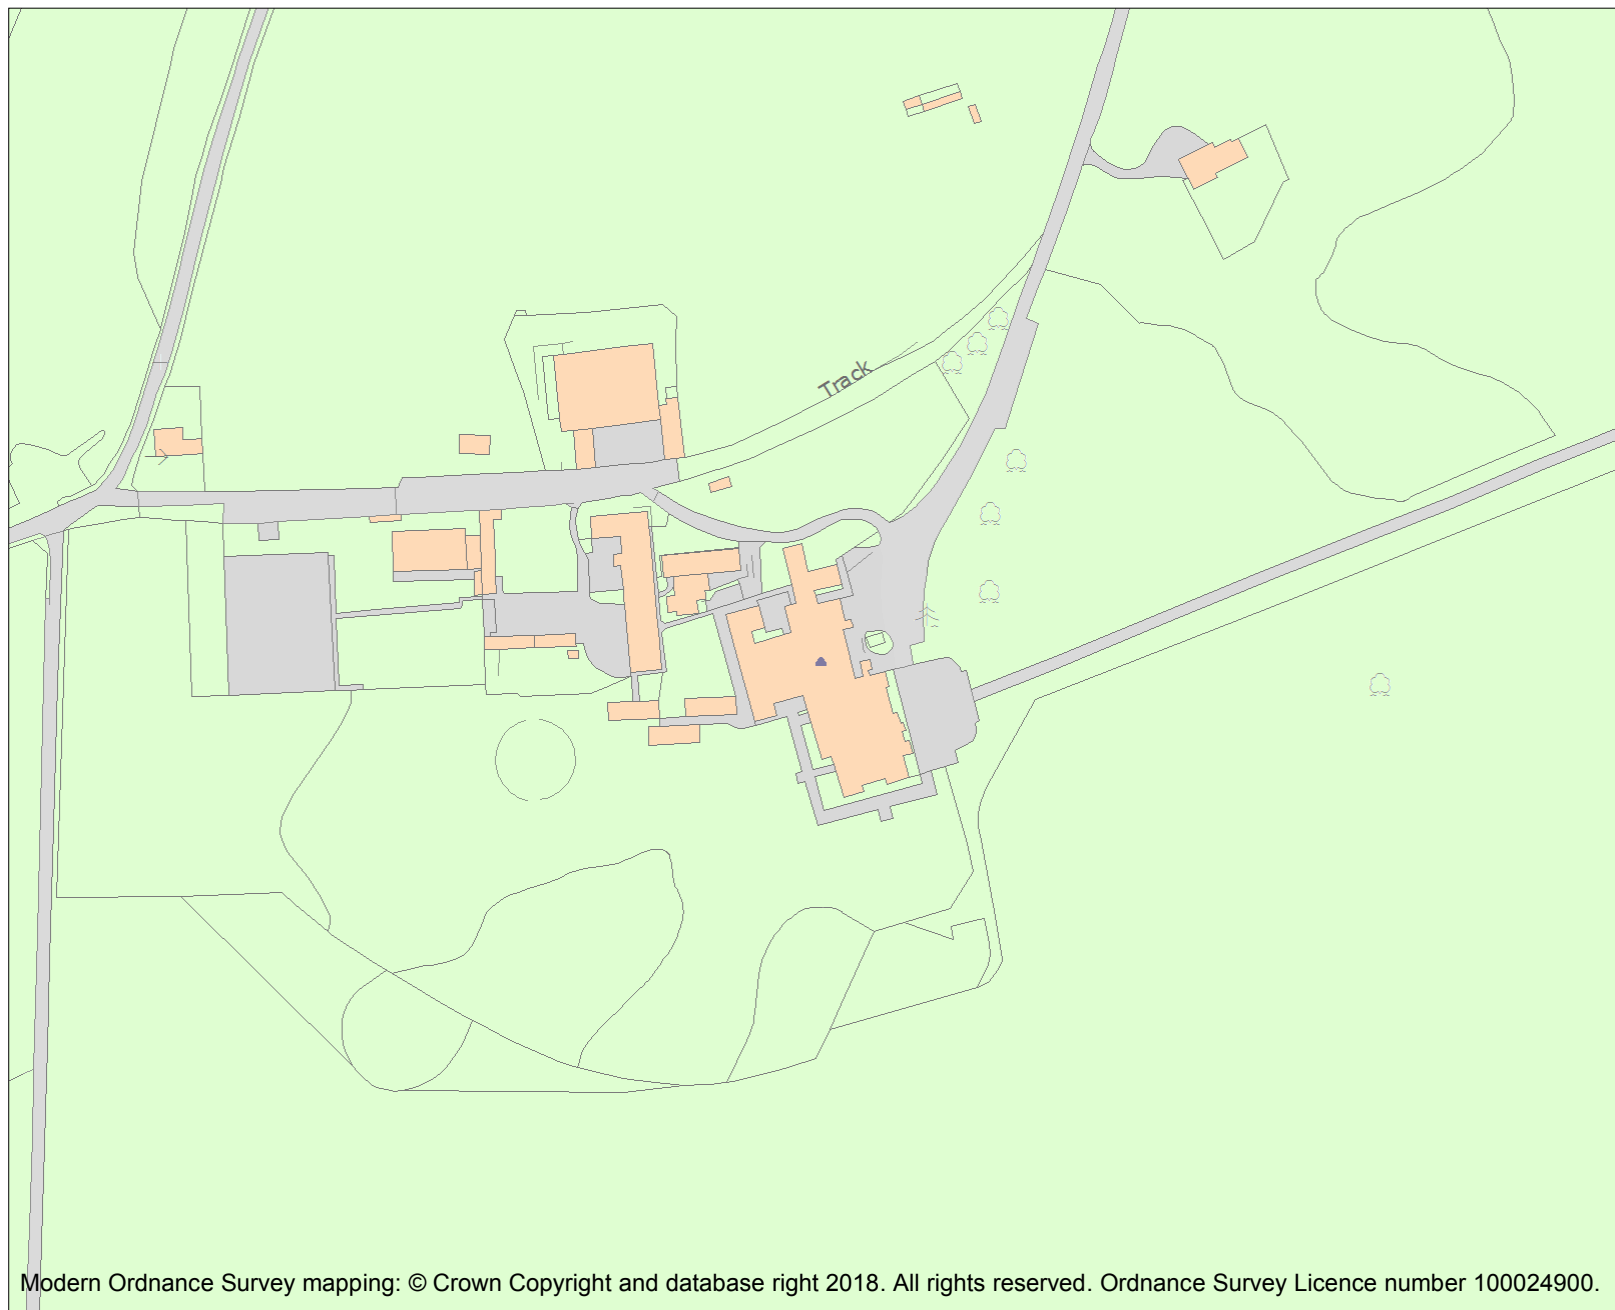 Track
Modern Ordnance Survey mapping: © Crown Copyright and database right 2018. All rights reserved. Ordnance Survey Licence number 100024900.